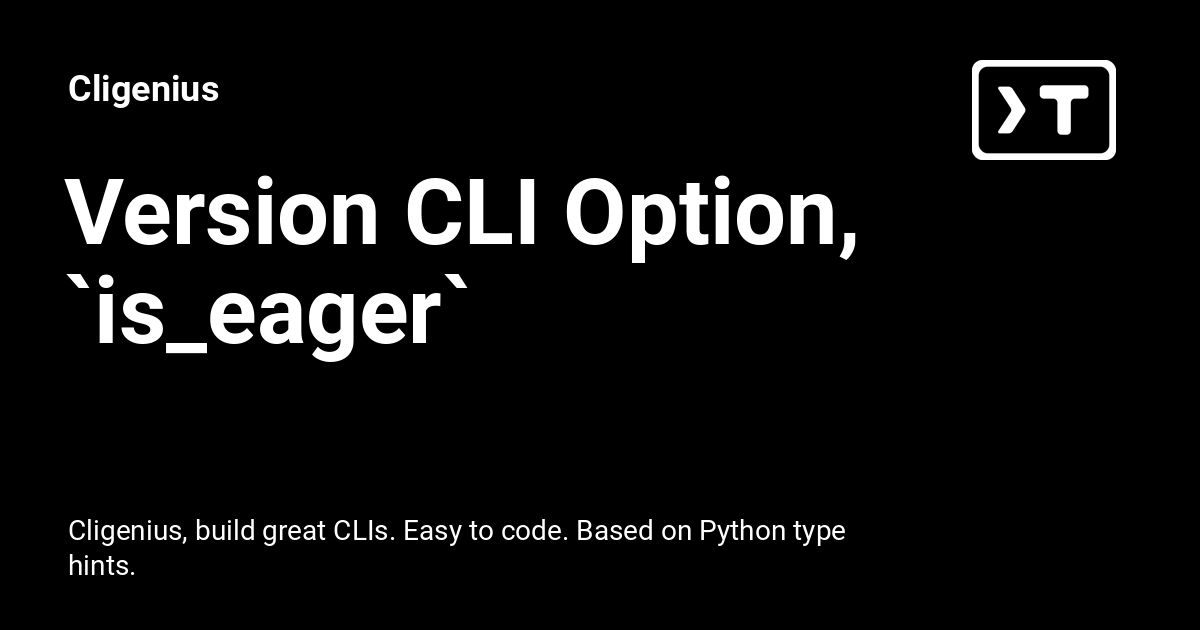 Cligenius
Version CLI Option,
`is_eager`
Cligenius, build great CLIs. Easy to code. Based on Python type
hints.